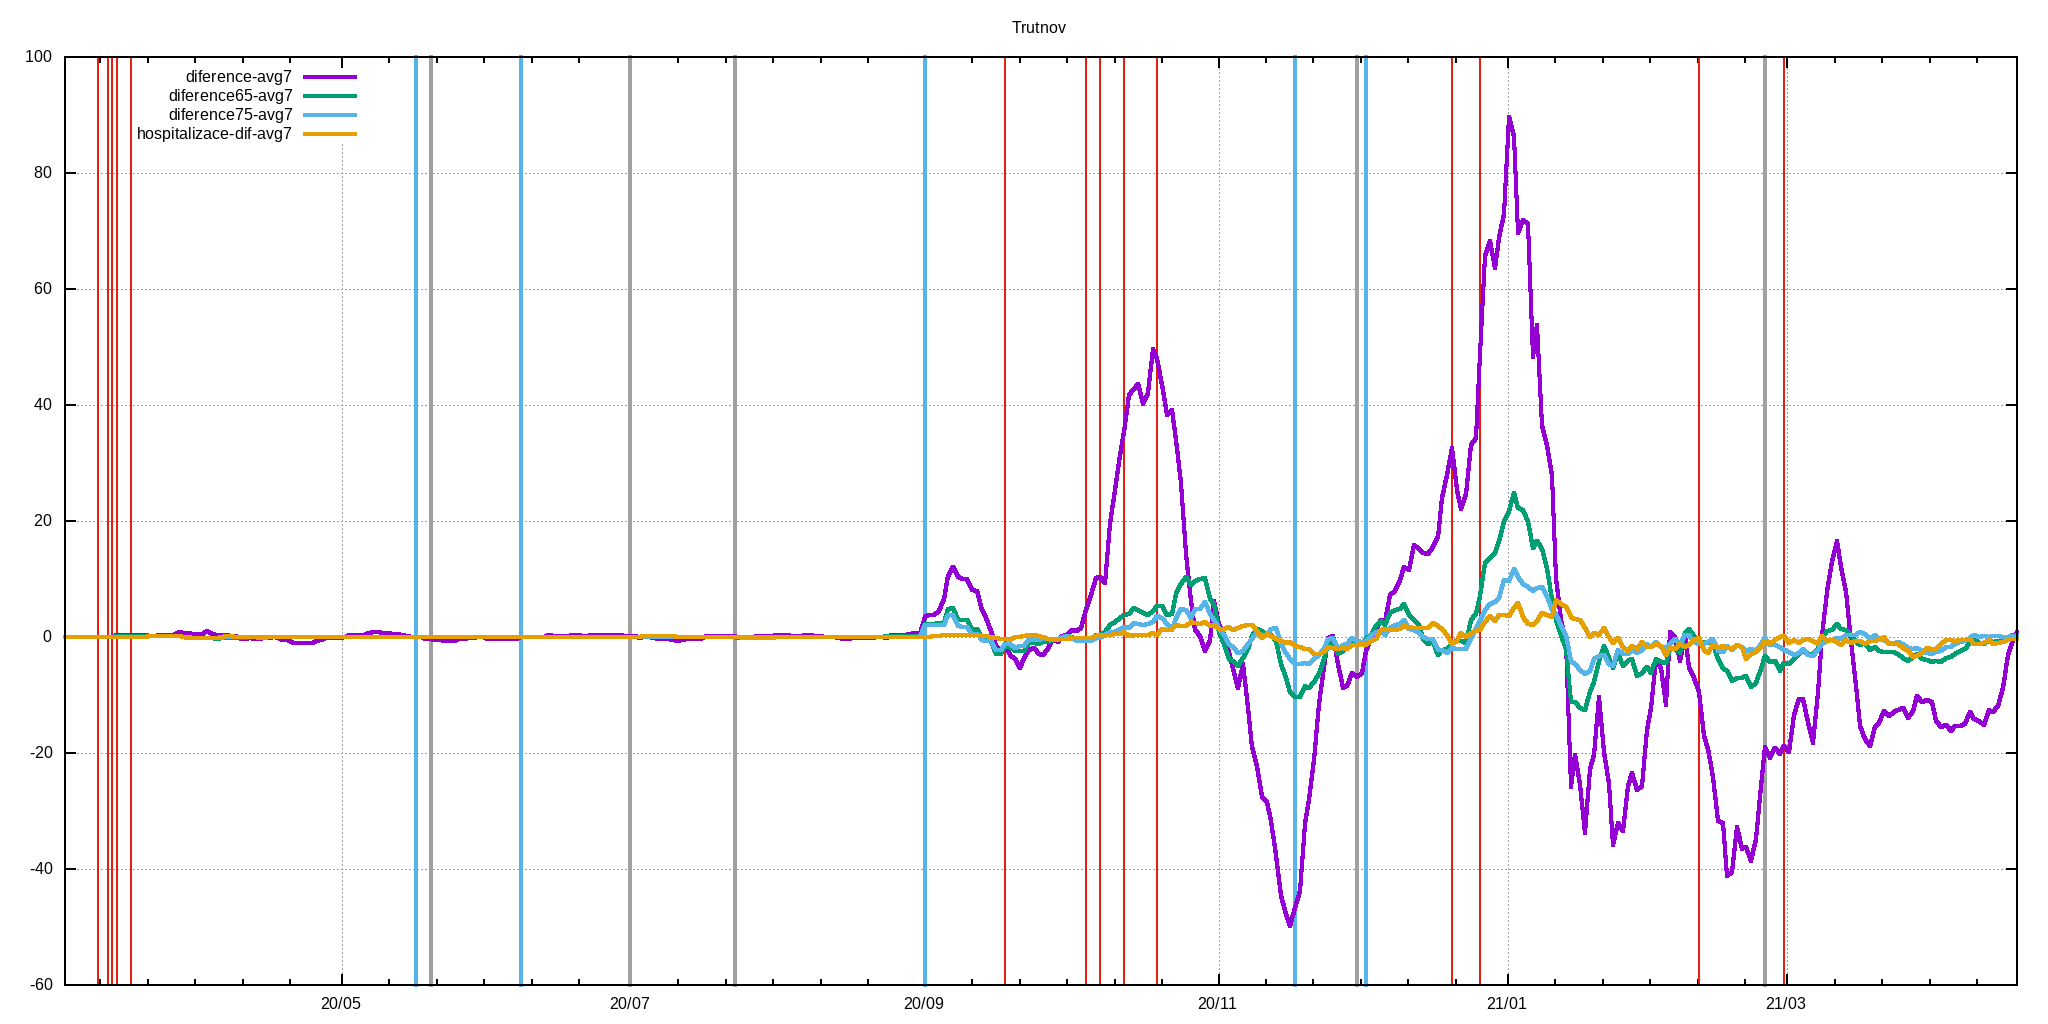 Trutnov
100
80
60
40
20
0
-20
-40
-60
diference-avg7
diference65-avg7
diference75-avg7
hospitalizace-dif-avg7
20/05 20/07 20/09 20/11 21/01 21/03